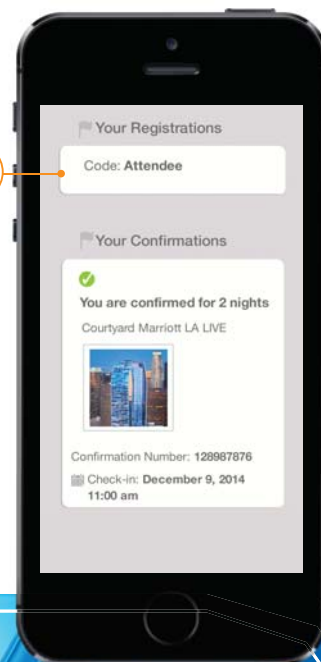 Your Registrations
Code: Attendee
Your Confirmations
You are confirmed for 2 nights
Courtyard Marriott LA LIVE
Confirmation Number: 128987876
Check-in: December 9, 2014
11:00 am